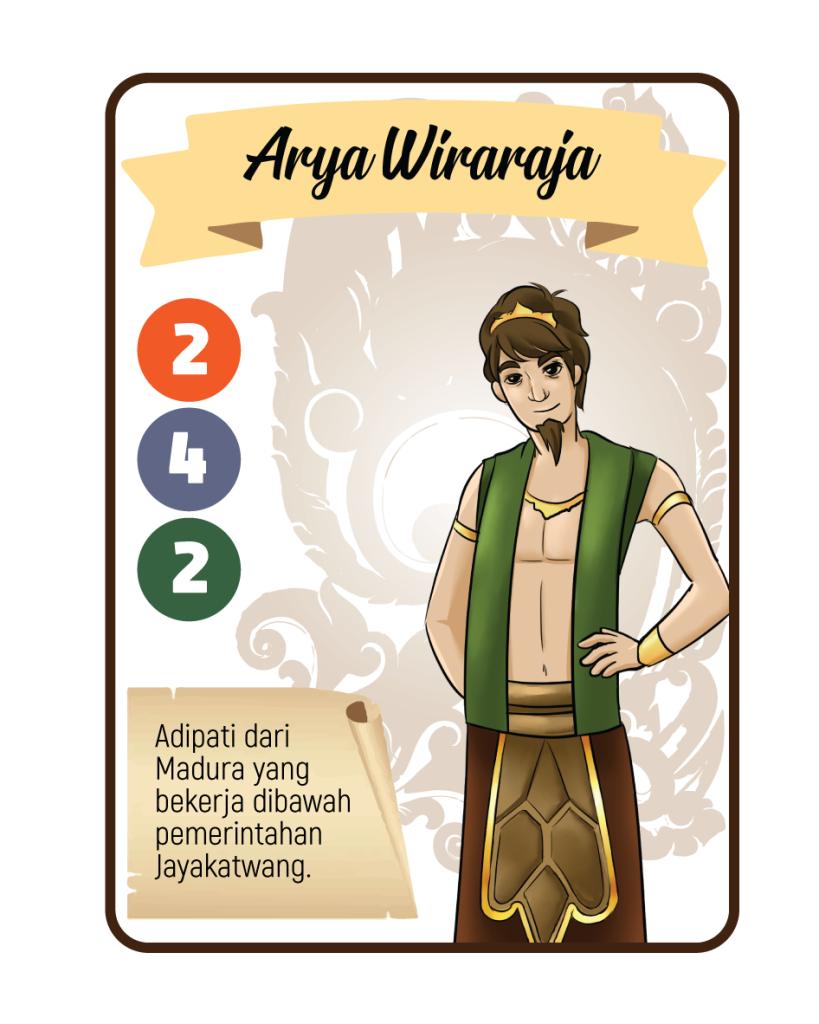 Arya Wiraraja
2
4
2
Adipati dari
Madura yang
bekerja dibawah
pemerintahan
Jayakatwang.